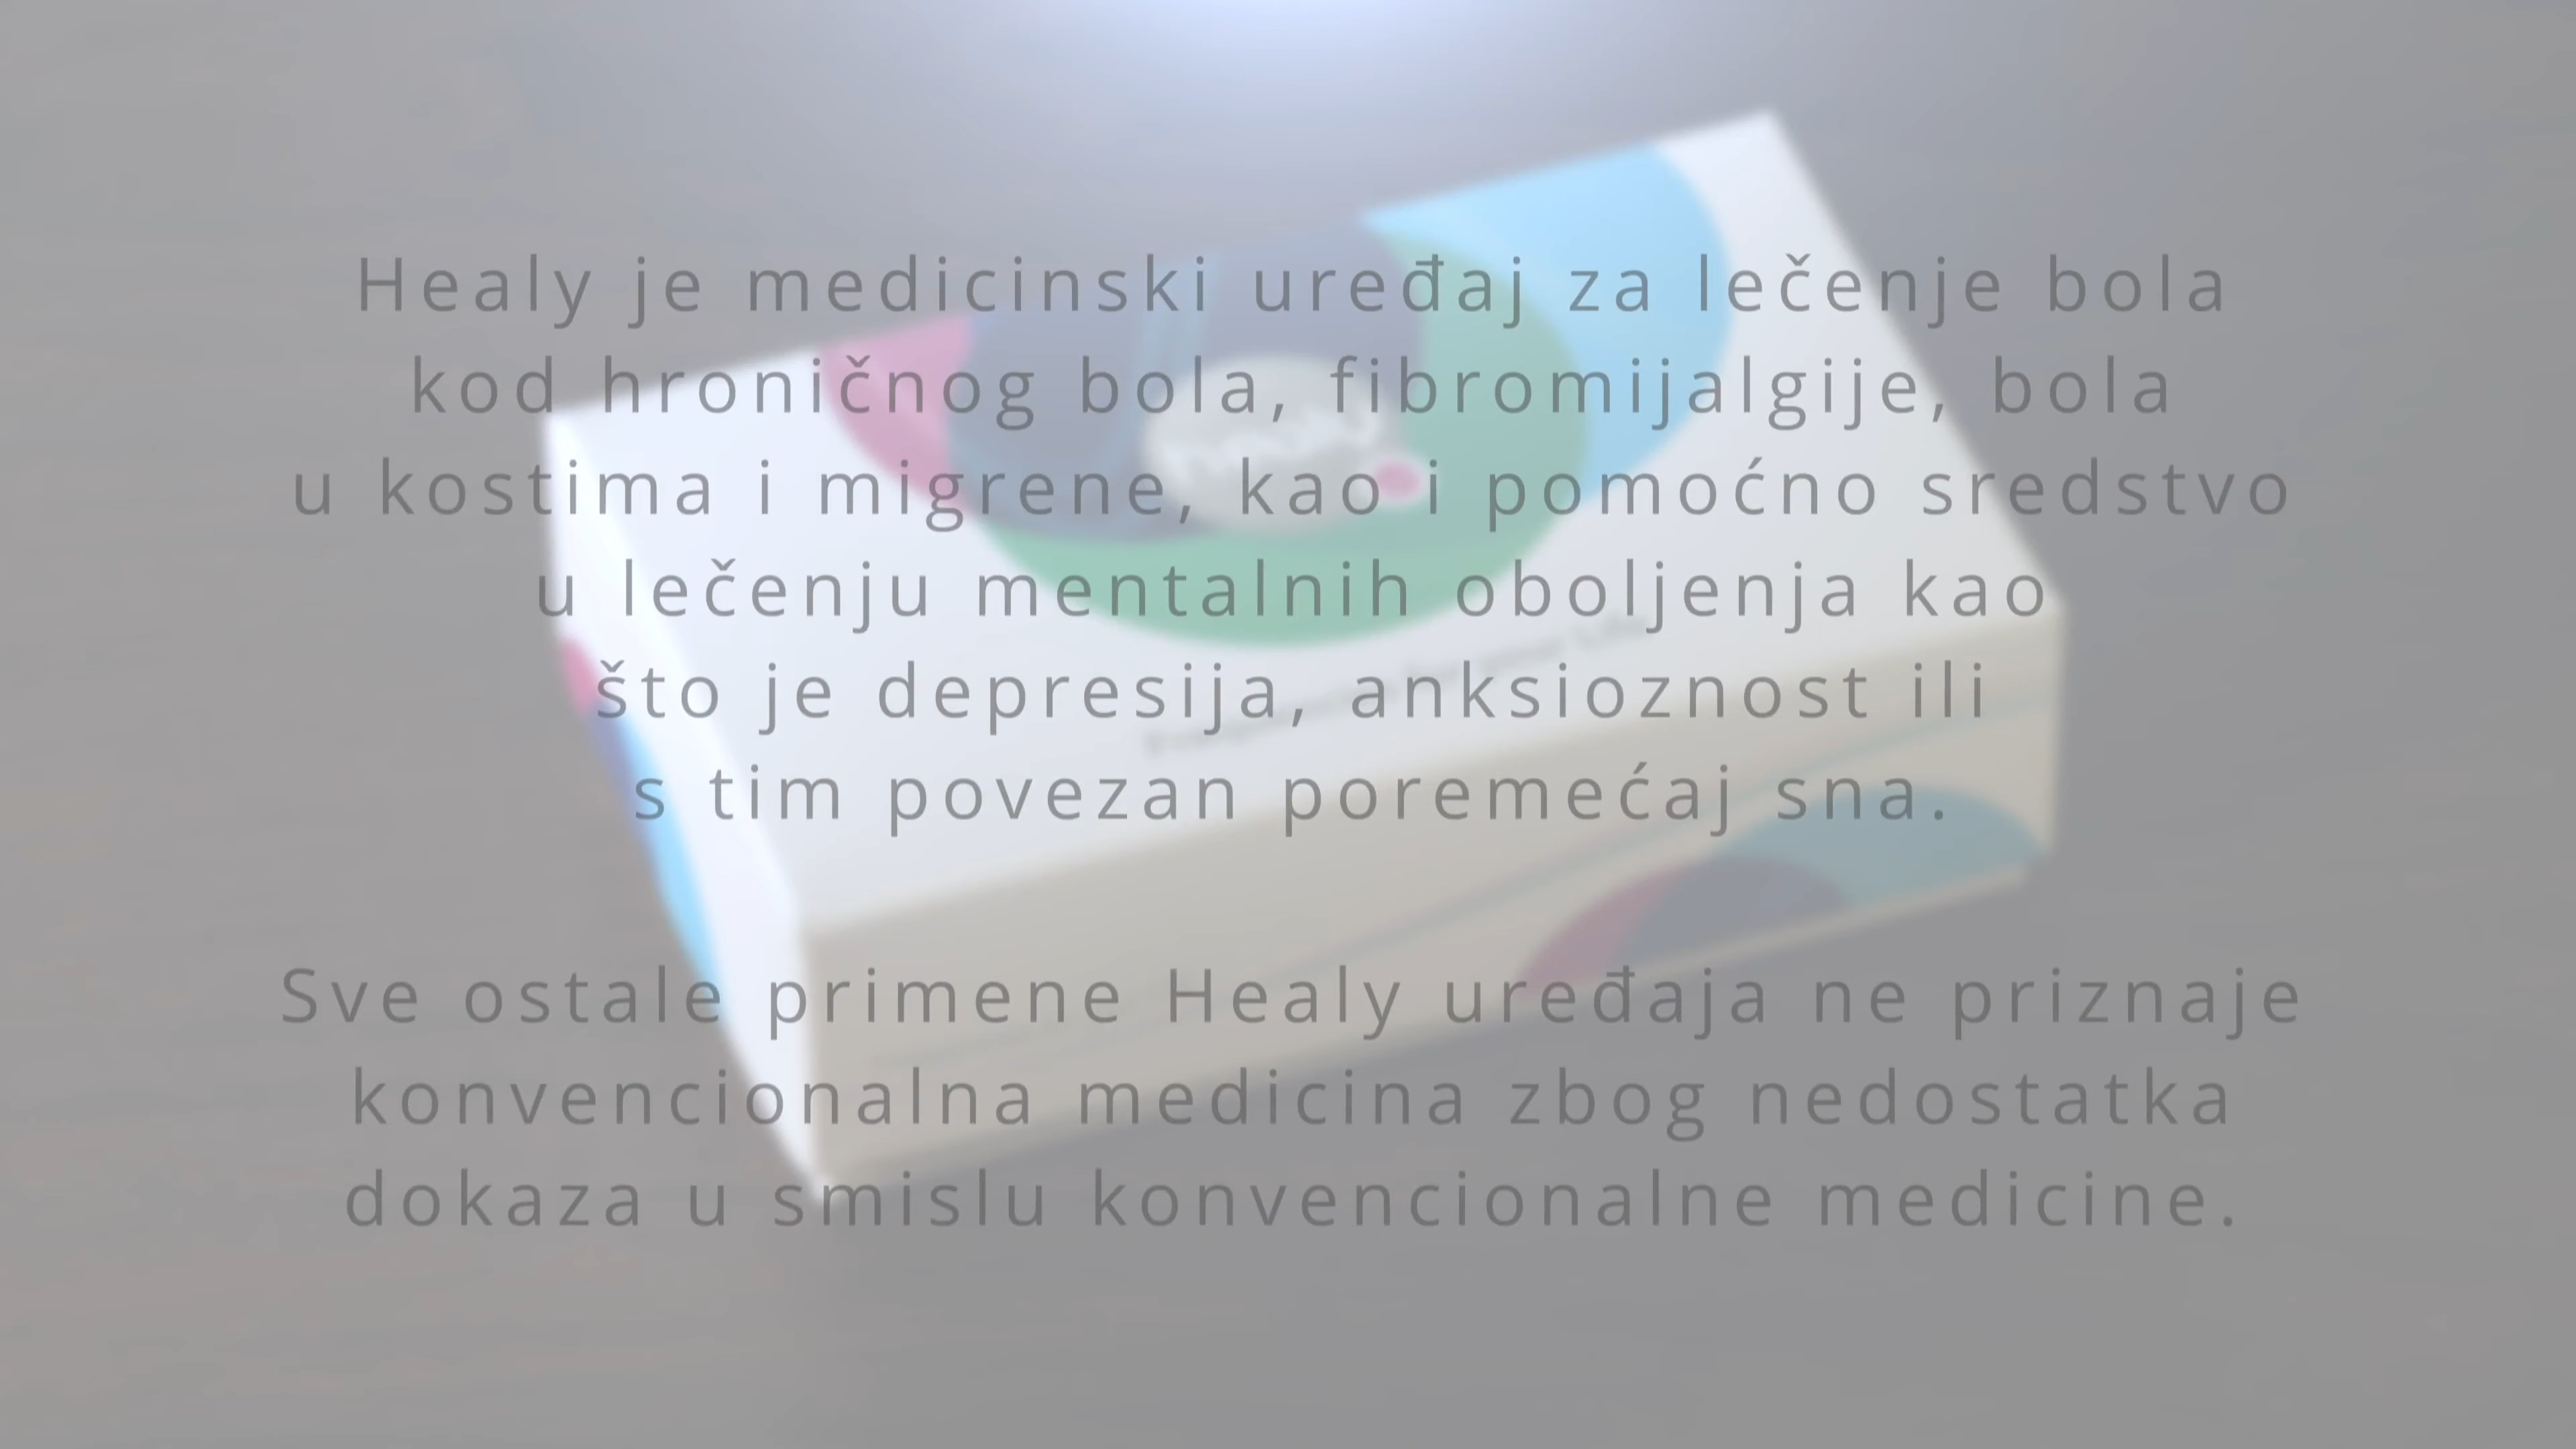 Healy je medicinski uređaj za lečenje bola
kod hroničnog bola, fibromijalgije, bola
u kostima i migrene, kao i pomoćno sredstvo
u lečenju mentalnih oboljenja kao
što je depresija, anksioznost ili
s tim povezan poremećaj sna.
Sve ostale primene Healy uređaja ne priznaje
konvencionalna medicina zbog nedostatka
dokaza u smislu konvencionalne medicine.
healy